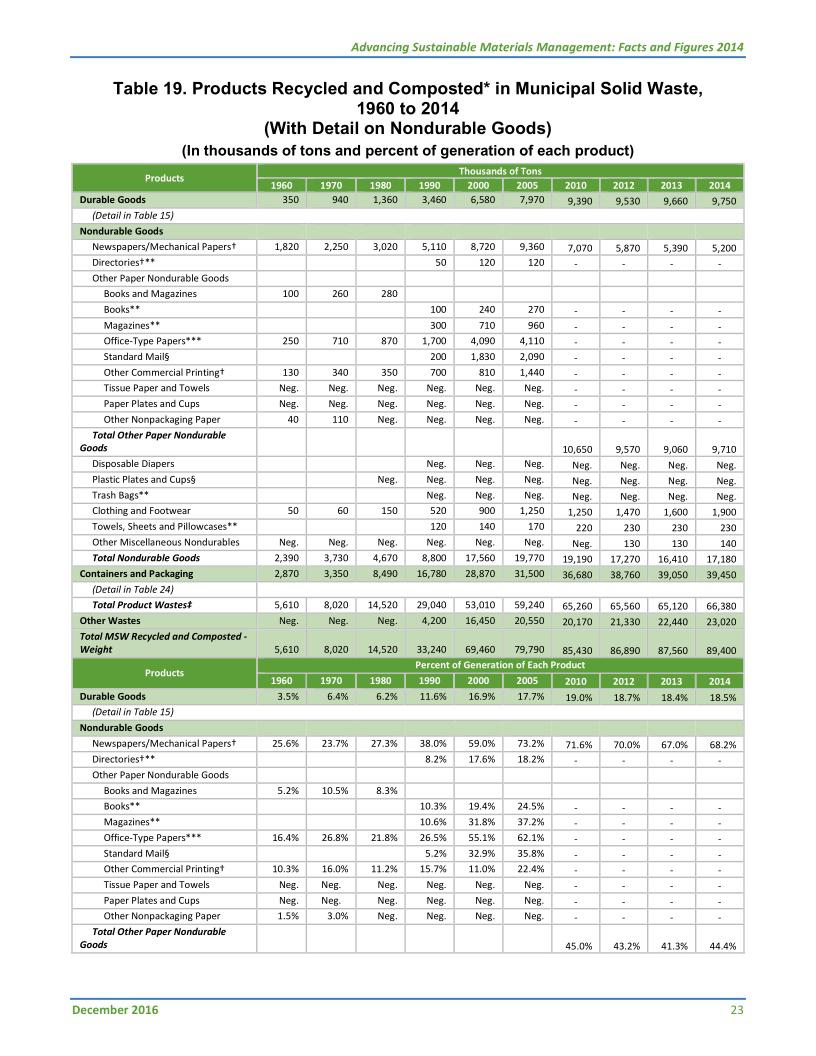 Advancing Sustainable Materials Management: Facts and Figures 2014
Table 19. Products Recycled and Composted* in Municipal Solid Waste,
1960 to 2014
(With Detail on Nondurable Goods)
(In thousands of tons and percent of generation of each product)
Products Thousands of Tons
1960 1970 1980 1990 2000 2005 2010 2012 2013 2014
Durable Goods 350 940 1,360 3,460 6,580 7,970 9,390 9,530 9,660 9,750
(Detail in Table 15)
Nondurable Goods
Newspapers/Mechanical Papers† 1,820 2,250 3,020 5,110 8,720 9,360 7,070 5,870 5,390 5,200
Directories†** 50 120 120 - - - -
Other Paper Nondurable Goods
Books and Magazines 100 260 280
Books** 100 240 270 - - - -
Magazines** 300 710 960 - - - -
Office-Type Papers*** 250 710 870 1,700 4,090 4,110 - - - -
Standard Mail§ 200 1,830 2,090 - - - -
Other Commercial Printing† 130 340 350 700 810 1,440 - - - -
Tissue Paper and Towels Neg. Neg. Neg. Neg. Neg. Neg. - - - -
Paper Plates and Cups Neg. Neg. Neg. Neg. Neg. Neg. - - - -
Other Nonpackaging Paper 40 110 Neg. Neg. Neg. Neg. - - - -
Total Other Paper Nondurable
Goods 10,650 9,570 9,060 9,710
Disposable Diapers Neg. Neg. Neg. Neg. Neg. Neg. Neg.
Plastic Plates and Cups§ Neg. Neg. Neg. Neg. Neg. Neg. Neg. Neg.
Trash Bags** Neg. Neg. Neg. Neg. Neg. Neg. Neg.
Clothing and Footwear 50 60 150 520 900 1,250 1,250 1,470 1,600 1,900
Towels, Sheets and Pillowcases** 120 140 170 220 230 230 230
Other Miscellaneous Nondurables Neg. Neg. Neg. Neg. Neg. Neg. Neg. 130 130 140
Total Nondurable Goods 2,390 3,730 4,670 8,800 17,560 19,770 19,190 17,270 16,410 17,180
Containers and Packaging 2,870 3,350 8,490 16,780 28,870 31,500 36,680 38,760 39,050 39,450
(Detail in Table 24)
Total Product Wastes‡ 5,610 8,020 14,520 29,040 53,010 59,240 65,260 65,560 65,120 66,380
Other Wastes Neg. Neg. Neg. 4,200 16,450 20,550 20,170 21,330 22,440 23,020
Total MSW Recycled and Composted -
Weight 5,610 8,020 14,520 33,240 69,460 79,790 85,430 86,890 87,560 89,400
Products Percent of Generation of Each Product
1960 1970 1980 1990 2000 2005 2010 2012 2013 2014
Durable Goods 3.5% 6.4% 6.2% 11.6% 16.9% 17.7% 19.0% 18.7% 18.4% 18.5%
(Detail in Table 15)
Nondurable Goods
Newspapers/Mechanical Papers† 25.6% 23.7% 27.3% 38.0% 59.0% 73.2% 71.6% 70.0% 67.0% 68.2%
Directories†** 8.2% 17.6% 18.2% - - - -
Other Paper Nondurable Goods
Books and Magazines 5.2% 10.5% 8.3%
Books** 10.3% 19.4% 24.5% - - - -
Magazines** 10.6% 31.8% 37.2% - - - -
Office-Type Papers*** 16.4% 26.8% 21.8% 26.5% 55.1% 62.1% - - - -
Standard Mail§ 5.2% 32.9% 35.8% - - - -
Other Commercial Printing† 10.3% 16.0% 11.2% 15.7% 11.0% 22.4% - - - -
Tissue Paper and Towels Neg. Neg. Neg. Neg. Neg. Neg. - - - -
Paper Plates and Cups Neg. Neg. Neg. Neg. Neg. Neg. - - - -
Other Nonpackaging Paper 1.5% 3.0% Neg. Neg. Neg. Neg. - - - -
Total Other Paper Nondurable
Goods 45.0% 43.2% 41.3% 44.4%
December 2016 23